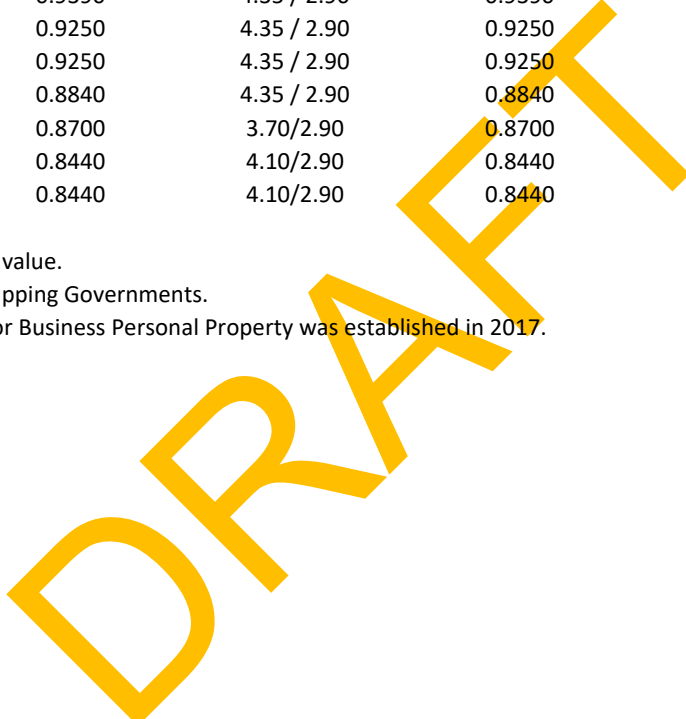 0.9250 4.35 / 2.90 0.9250
0.9250 4.35 / 2.90 0.9250
0.8840 4.35 / 2.90 0.8840
0.8700 3.70/2.90 0.8700
0.8440 4.10/2.90 0.8440
0.8440 4.10/2.90 0.8440
value.
pping Governments.
or Business Personal Property was established in 2017.
DRAFT